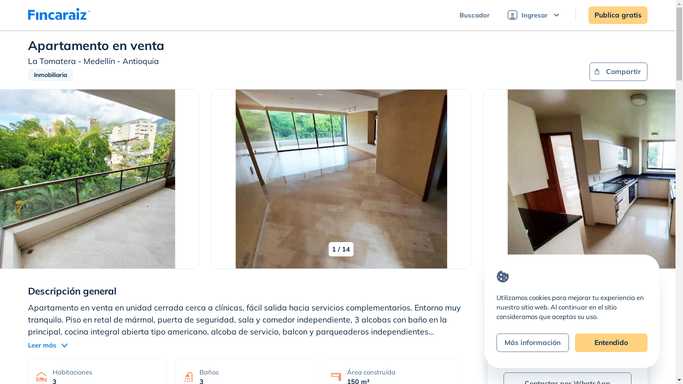 Fincaraiz
Buscador
Ingresar
Publica gratis
Apartamento en venta
La Tomatera - Medellín - Antioquia
Inmobiliaria
Compartir
1 / 14
Descripción general
Apartamento en venta en unidad cerrada cerca a clínicas, fácil salida hacia servicios complementarios. Entorno muy
tranquilo. Piso en retal de mármol, puerta de seguridad, sala y comedor independiente, 3 alcobas con baño en la
principal, cocina integral abierta tipo americano, alcoba de servicio, balcon y parqueaderos independientes...
Leer más
Habitaciones
3
Baños
3
Área construida
150 m²
Utilizamos cookies para mejorar tu experiencia en
nuestro sitio web. Al continuar en el sitio
consideramos que aceptas su uso.
Más información
Entendido
Contactar por WhatsApp